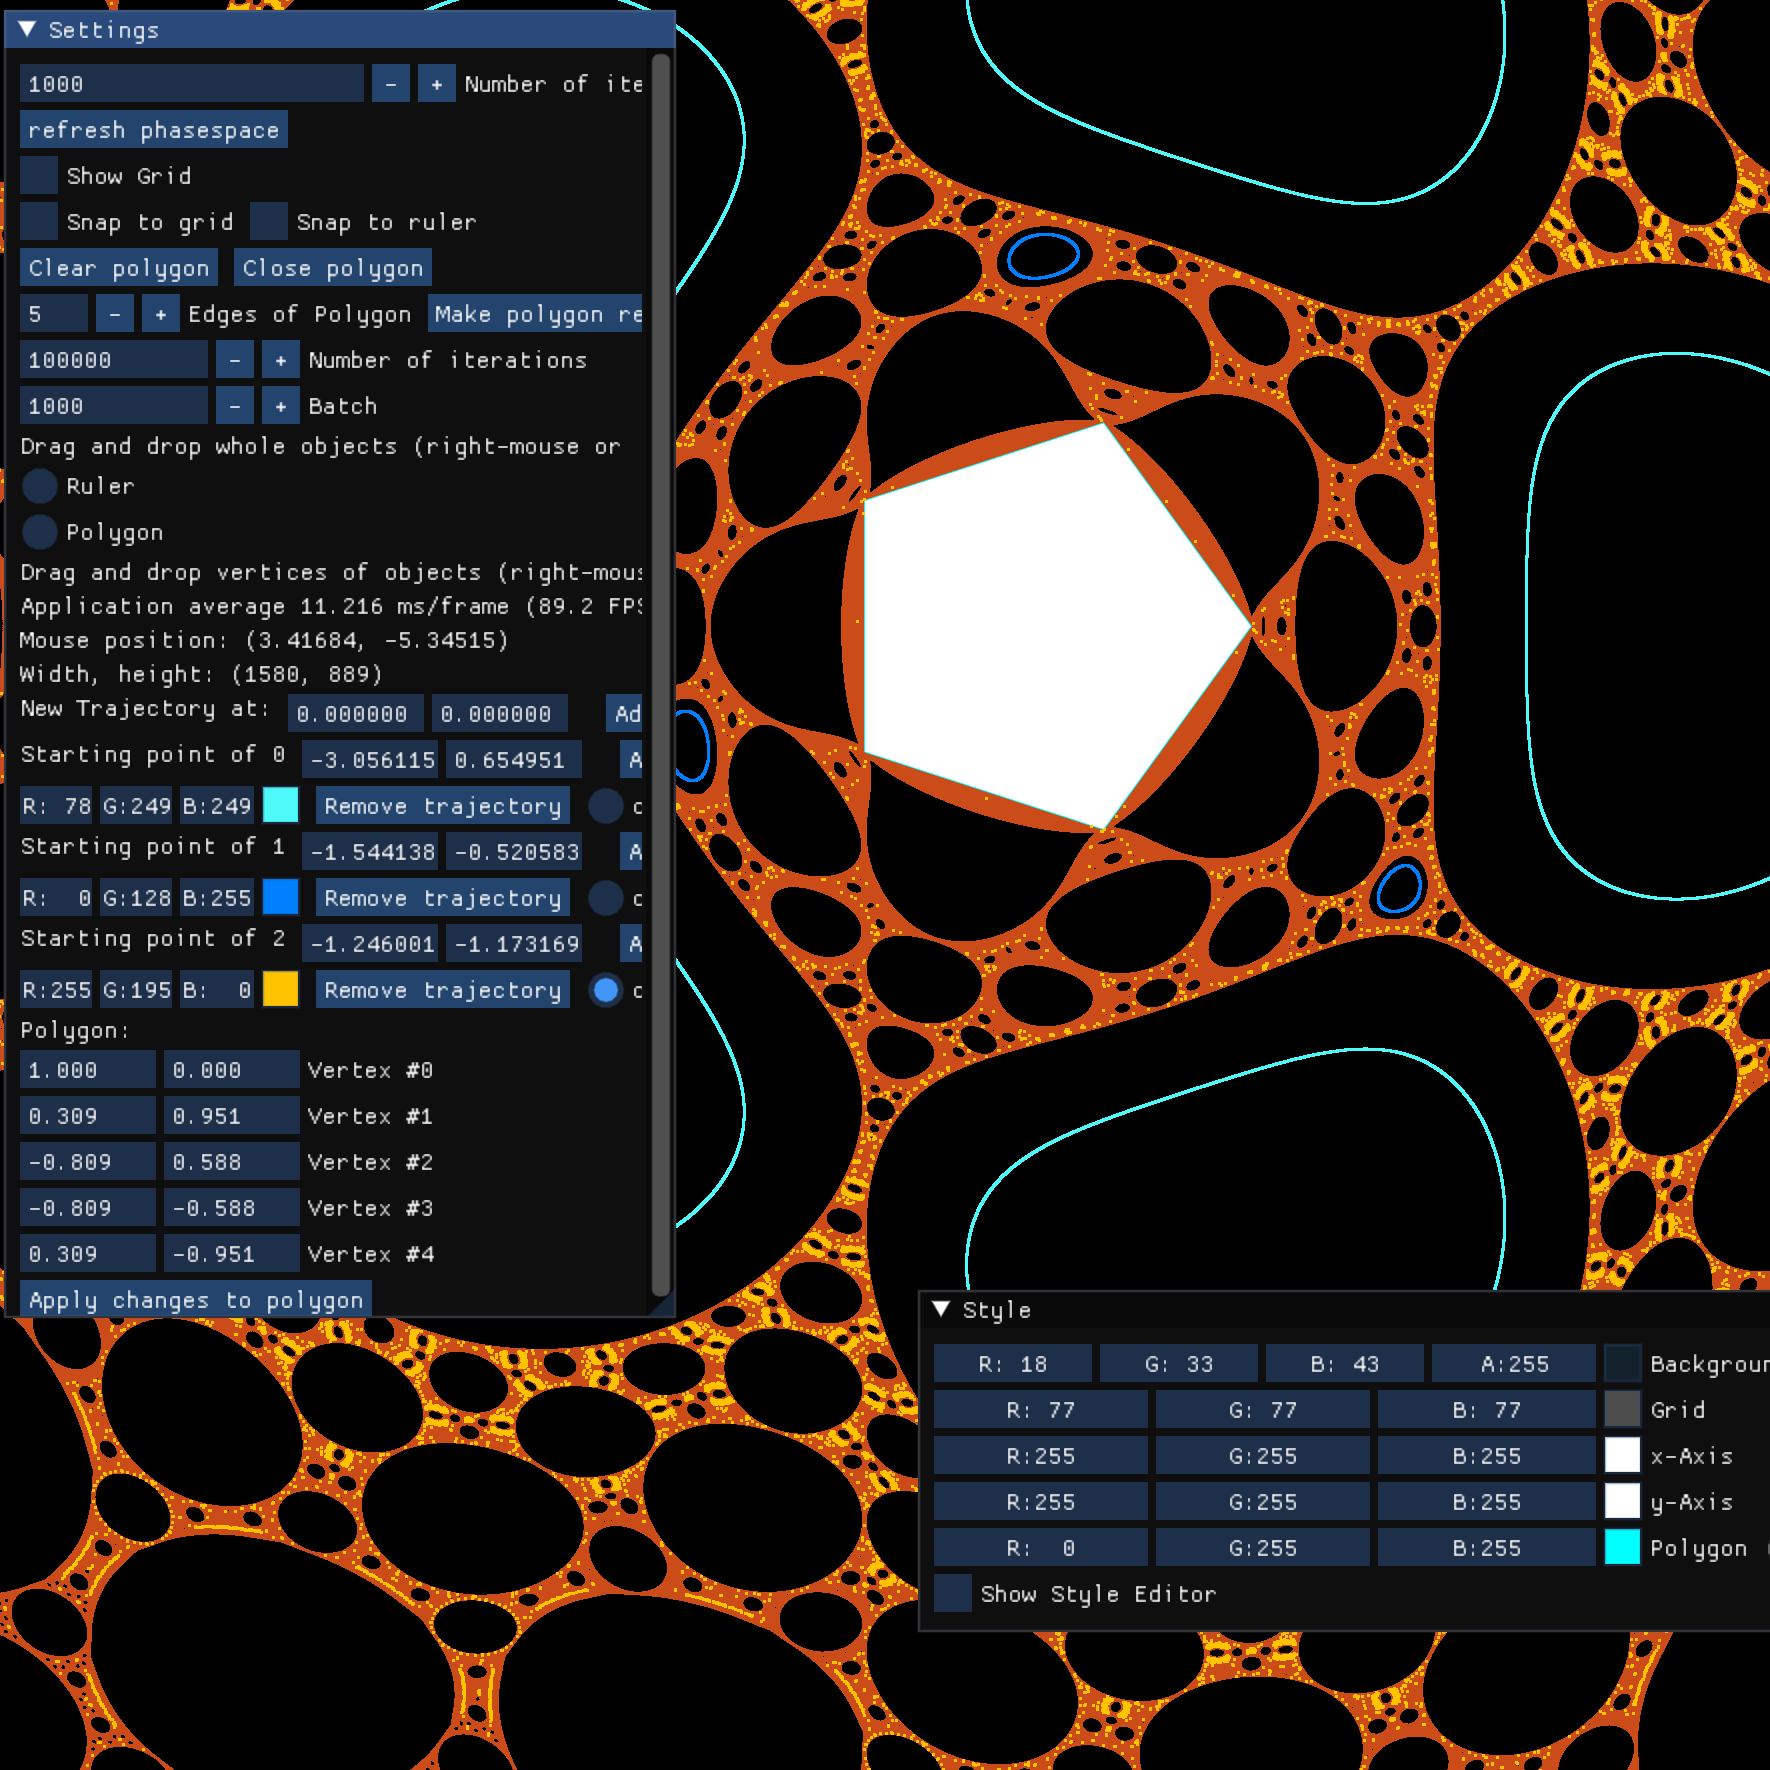 Settings
1000 - + Number of ite
refresh phasespace
Show Grid
Snap to grid Snap to ruler
Clear polygon Close polygon
5 - + Edges of Polygon Make polygon re
100000 - + Number of iterations
1000 - + Batch
Drag and drop whole objects (right-mouse or
Ruler
Polygon
Drag and drop vertices of objects (right-mous
Application average 11.216 ms/frame (89.2 FPS
Mouse position: (3.41684, -5.34515)
Width, height: (1580, 889)
New Trajectory at: 0.000000 0.000000 Ad
Starting point of 0 -3.056115 0.654951 A
R: 78 G:249 B:249 Remove trajectory c
Starting point of 1 -1.544138 -0.520583 A
R: 0 G:128 B:255 Remove trajectory c
Starting point of 2 -1.246001 -1.173169 A
R:255 G:195 B: 0 Remove trajectory c
Polygon:
1.000 0.000 Vertex #0
0.309 0.951 Vertex #1
-0.809 0.588 Vertex #2
-0.809 -0.588 Vertex #3
0.309 -0.951 Vertex #4
Apply changes to polygon
Style
R: 18 G: 33 B: 43 A:255 Backgroun
R: 77 G: 77 B: 77 Grid
R:255 G:255 B:255 x-Axis
R:255 G:255 B:255 y-Axis
R: 0 G:255 B:255 Polygon
Show Style Editor